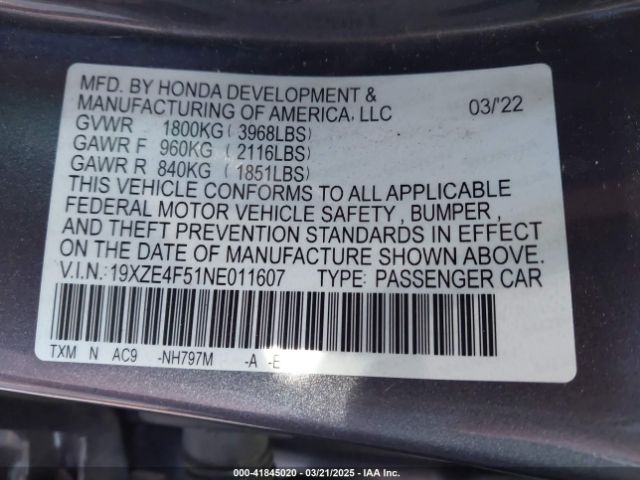 MFD. BY HONDA DEVELOPMENT &
MANUFACTURING OF AMERICA, LLC 03/'22
GVWR 1800KG ( 3968LBS)
GAWR F 960KG ( 2116LBS)
GAWR R 840KG ( 1851LBS)
THIS VEHICLE CONFORMS TO ALL APPLICABLE
FEDERAL MOTOR VEHICLE SAFETY , BUMPER ,
AND THEFT PREVENTION STANDARDS IN EFFECT
ON THE DATE OF MANUFACTURE SHOWN ABOVE.
V.I.N.:19XZE4F51NE011607 TYPE: PASSENGER CAR
TXM N AC9 -NH797M -A -E
000-41845020 — 03/21/2025 — IAA Inc.